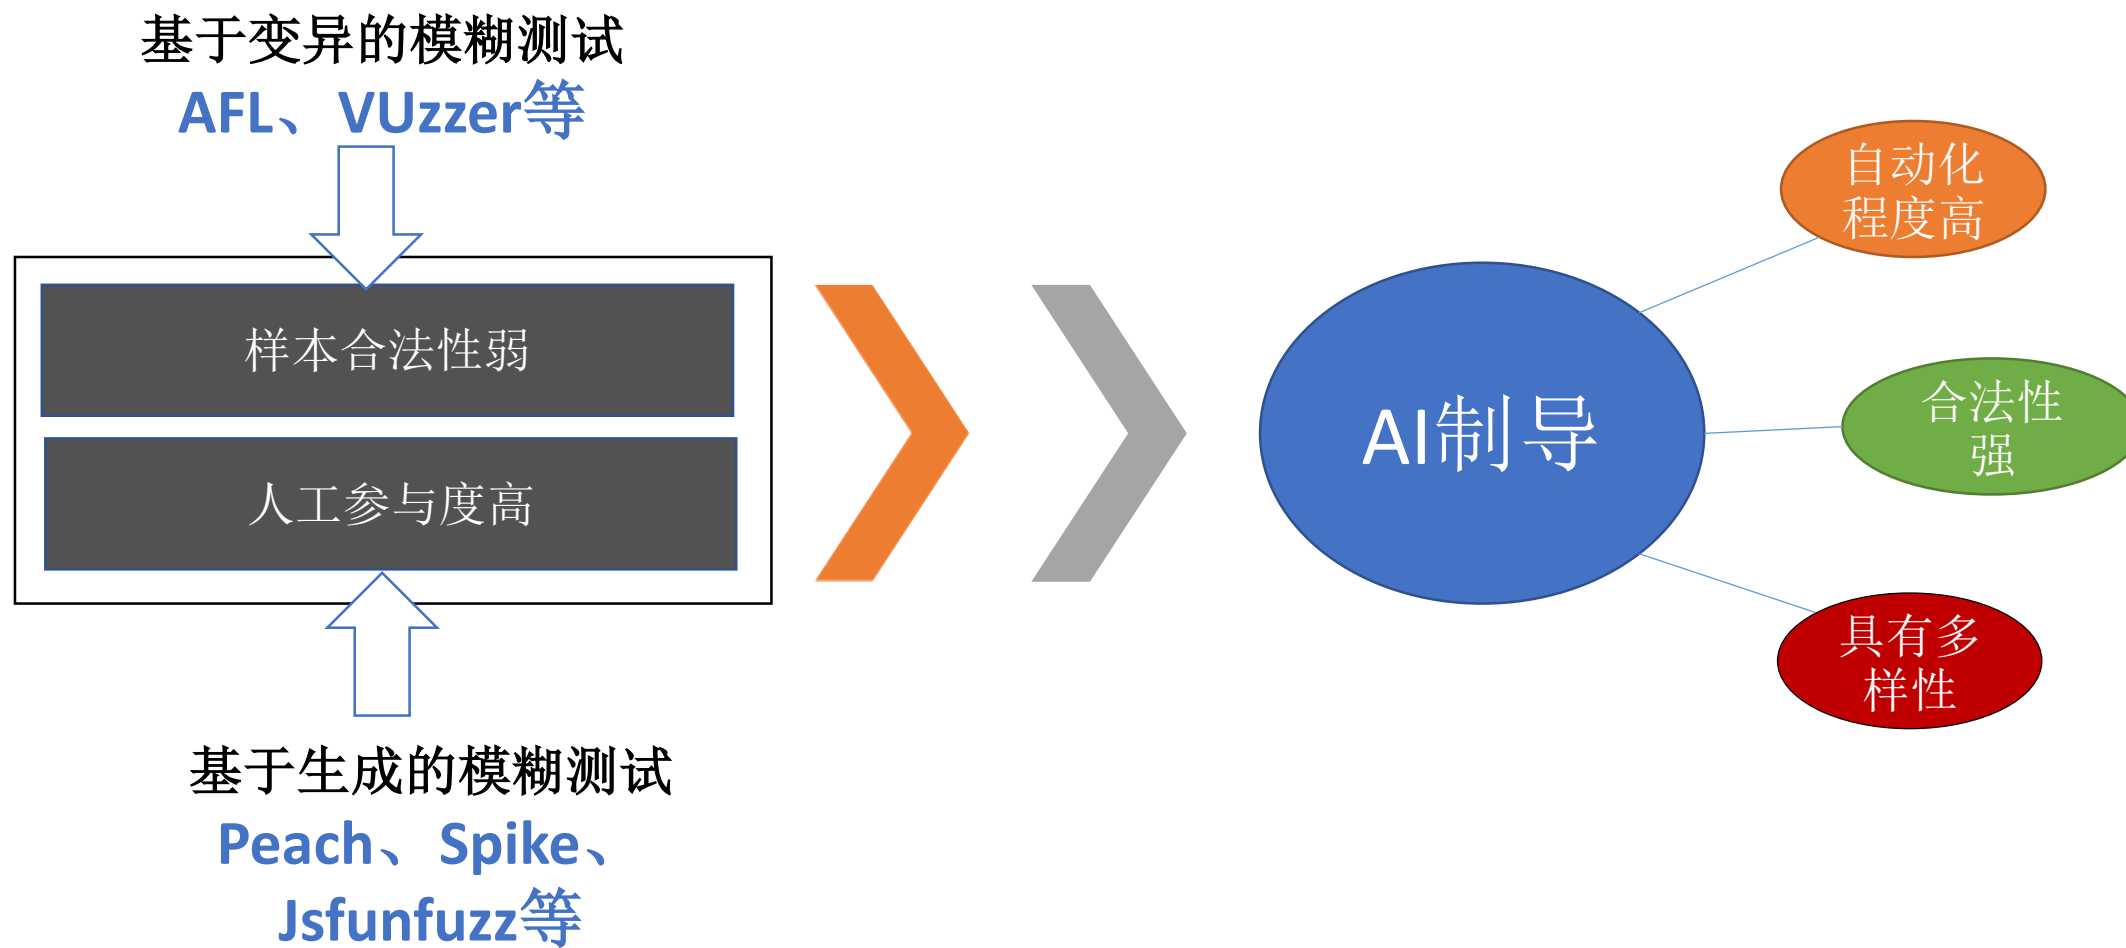 基于变异的模糊测试
AFL、VUzzer等
样本合法性弱
人工参与度高
基于生成的模糊测试
Peach、Spike、
Jsfunfuzz等
AI制导
自动化
程度高
合法性
强
具有多
样性